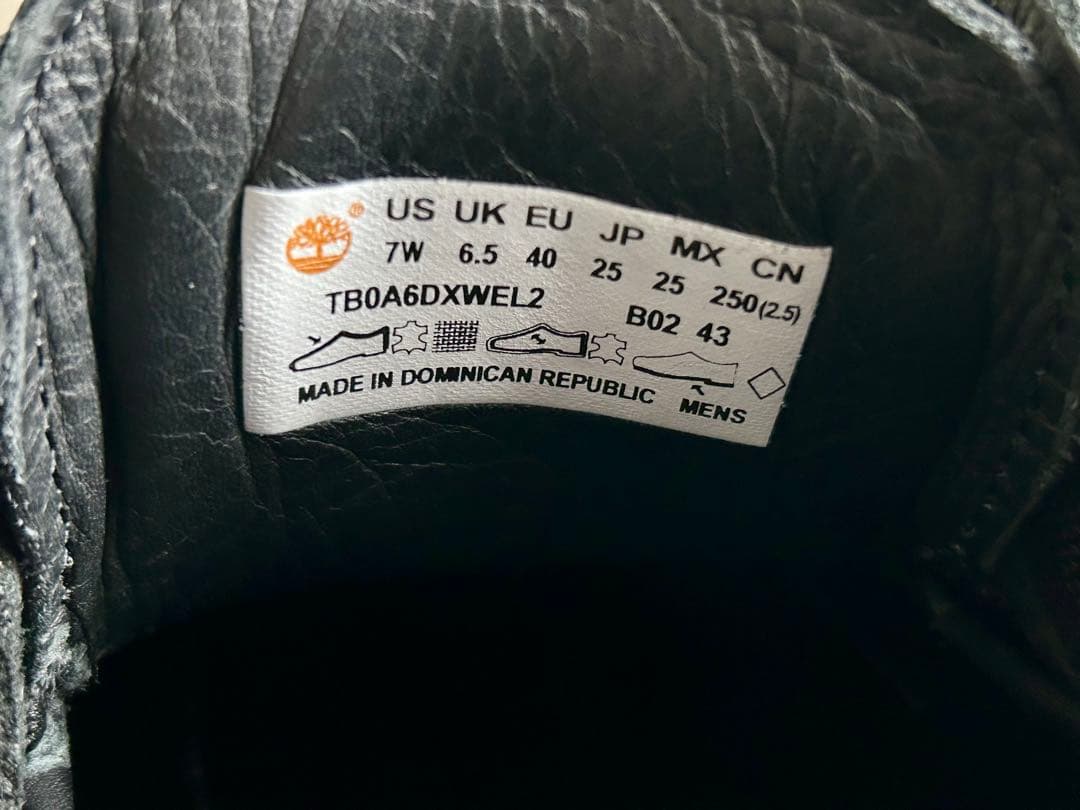 ® US UK EU JP MX CN
7W 6.5 40 25 25 250(2.5)
TB0A6DXWEL2 B02 43
MADE IN DOMINICAN REPUBLIC MENS